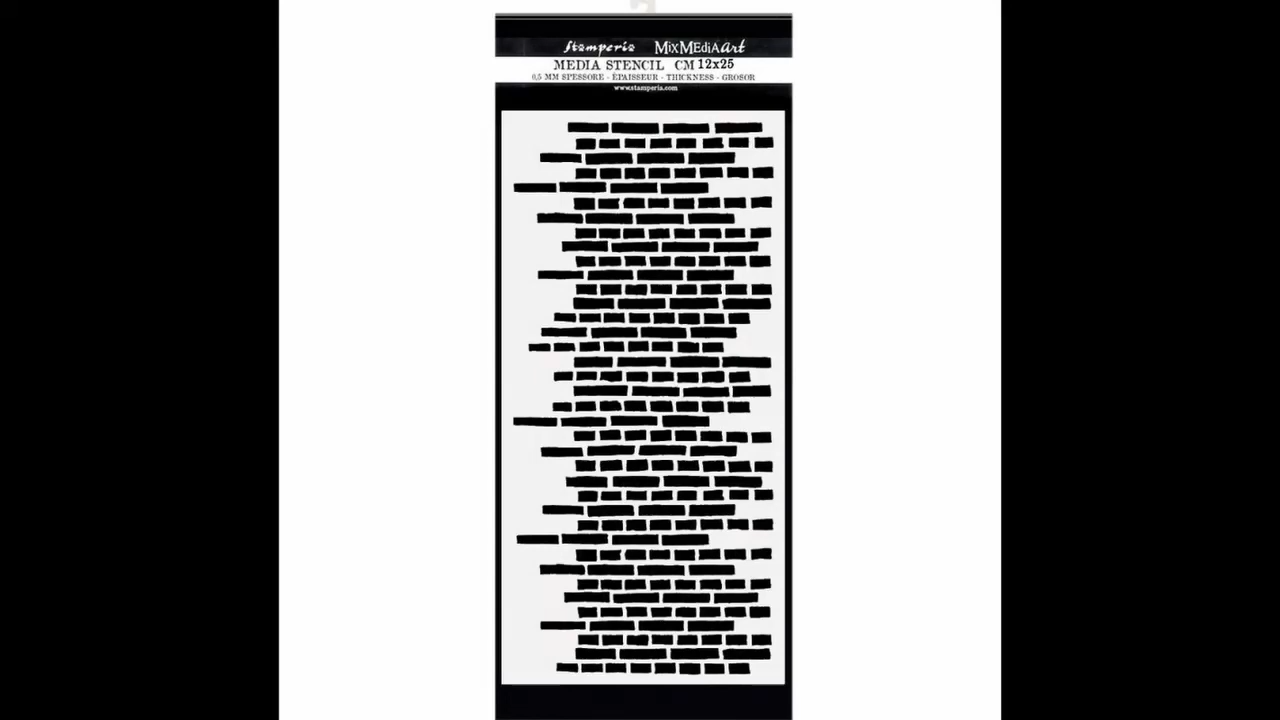 Stamperia MixMEdiAArt
MEDIA STENCIL CM 12x25
0,5 MM SPESSORE - ÉPAISSEUR - THICKNESS - GROSOR
www.stamperia.com